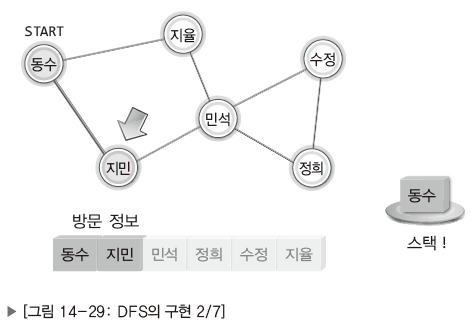 START
동수
지율
수정
민석
지민
정희
방문 정보
동수 지민 민석 정희 수정 지율
동수
스택 !
▶ [그림 14-29: DFS의 구현 2/7]